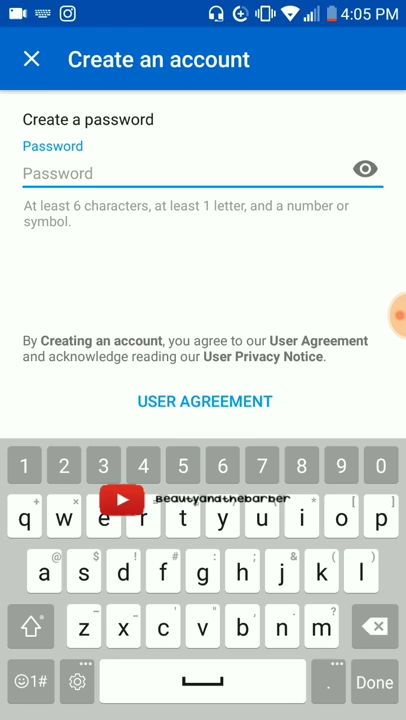 4:05 PM
Create an account
Create a password
Password
Password
At least 6 characters, at least 1 letter, and a number or
symbol.
By Creating an account, you agree to our User Agreement
and acknowledge reading our User Privacy Notice.
USER AGREEMENT
1 2 3 4 5 6 7 8 9 0
Beautyandthebarber
+ × * [ ]
q w e r t y u i o p
@ $ ! # : ; & ( )
a s d f g h j k l
– ~ ' " - . ?
z x c v b n m
☺1# . Done